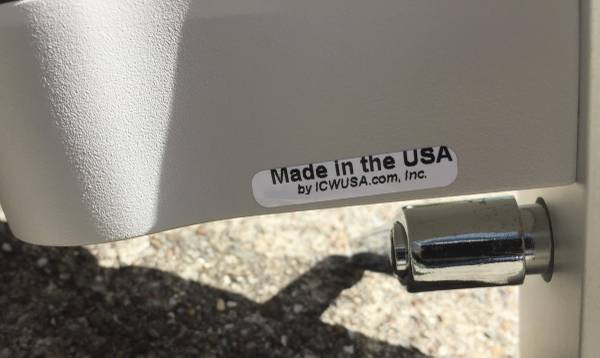 Made in the USA
by ICWUSA.com, Inc.